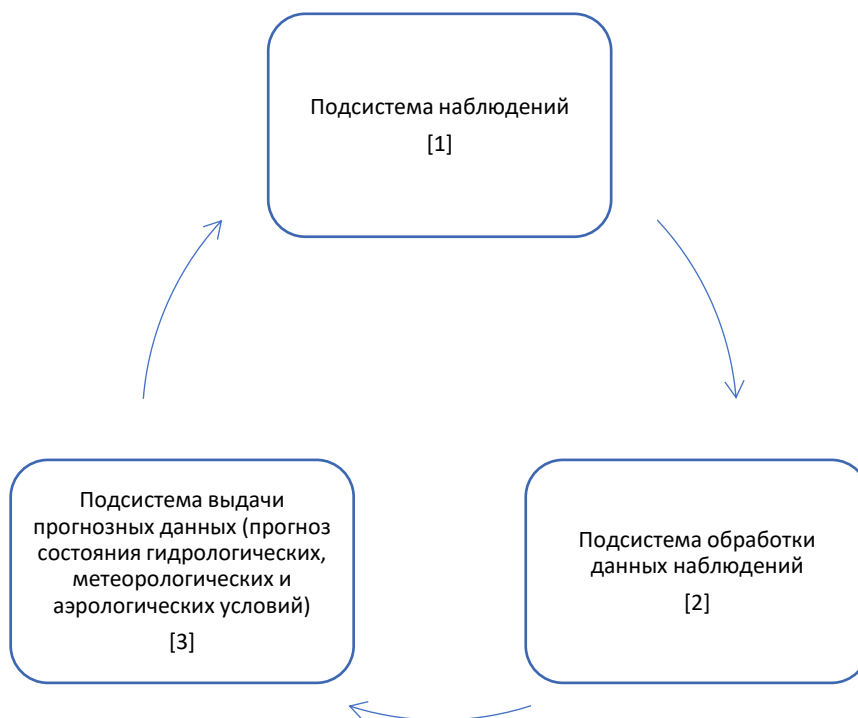 Подсистема наблюдений
[1]
Подсистема выдачи
прогнозных данных (прогноз
состояния гидрологических,
метеорологических и
аэрологических условий)
[3]
Подсистема обработки
данных наблюдений
[2]